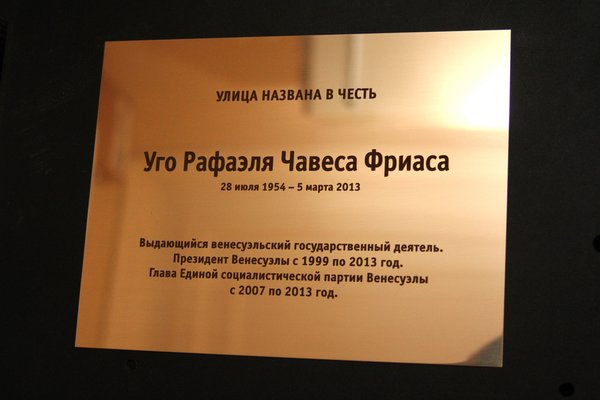 УЛИЦА НАЗВАНА В ЧЕСТЬ
Уго Рафаэля Чавеса Фриаса
28 июля 1954 – 5 марта 2013
Выдающийся венесуэльский государственный деятель.
Президент Венесуэлы с 1999 по 2013 год.
Глава Единой социалистической партии Венесуэлы
с 2007 по 2013 год.